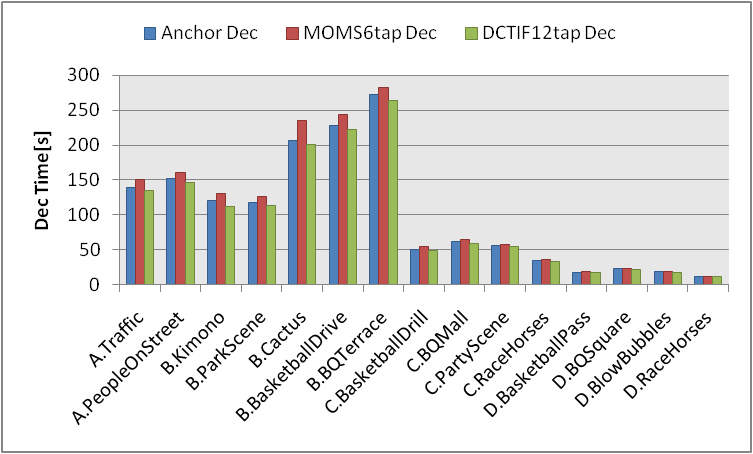 Anchor Dec MOMS6tap Dec DCTIF12tap Dec
Dec Time[s]
300
250
200
150
100
50
0
A.Traffic
A.PeopleOnStreet
B.Kimono
B.ParkScene
B.Cactus
B.BasketballDrive
B.BQTerrace
C.BasketballDrill
C.BQMall
C.PartyScene
C.RaceHorses
D.BasketballPass
D.BQSquare
D.BlowBubbles
D.RaceHorses